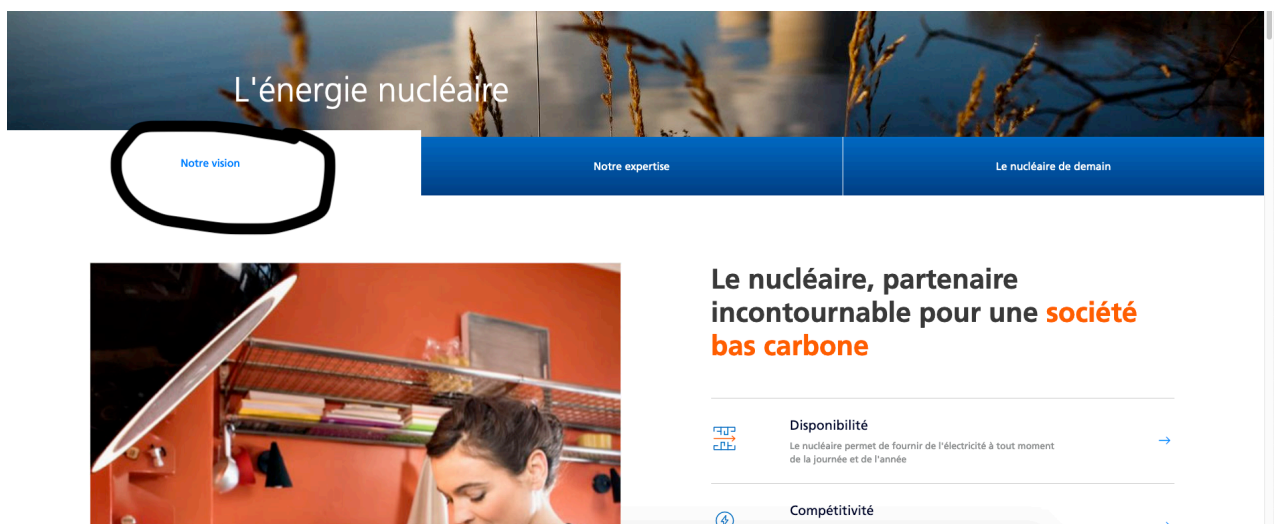 L'énergie nucléaire
Notre vision
Notre expertise
Le nucléaire de demain
Le nucléaire, partenaire
incontournable pour une société
bas carbone
Disponibilité
Le nucléaire permet de fournir de l'électricité à tout moment
de la journée et de l'année
Compétitivité